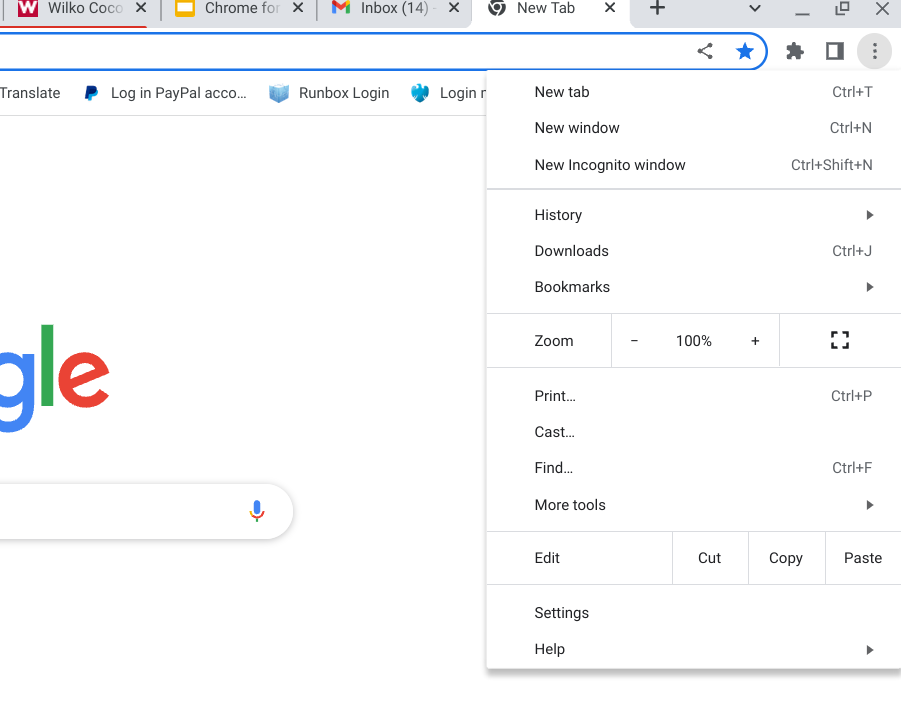 Wilko Coco
Chrome for
Inbox (14) -
New Tab
Translate
Log in PayPal acco…
Runbox Login
Login
New tab Ctrl+T
New window Ctrl+N
New Incognito window Ctrl+Shift+N
History
Downloads Ctrl+J
Bookmarks
Zoom - 100% +
Print… Ctrl+P
Cast…
Find… Ctrl+F
More tools
Edit Cut Copy Paste
Settings
Help
gle